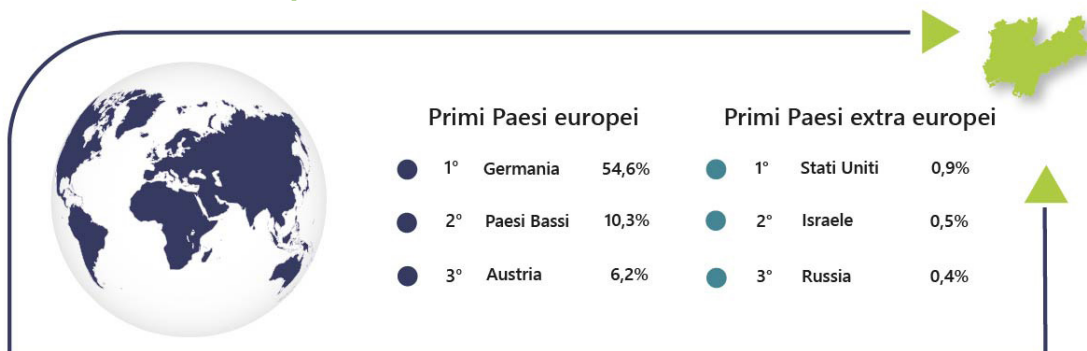 Primi Paesi europei
1° Germania 54,6%
2° Paesi Bassi 10,3%
3° Austria 6,2%
Primi Paesi extra europei
1° Stati Uniti 0,9%
2° Israele 0,5%
3° Russia 0,4%